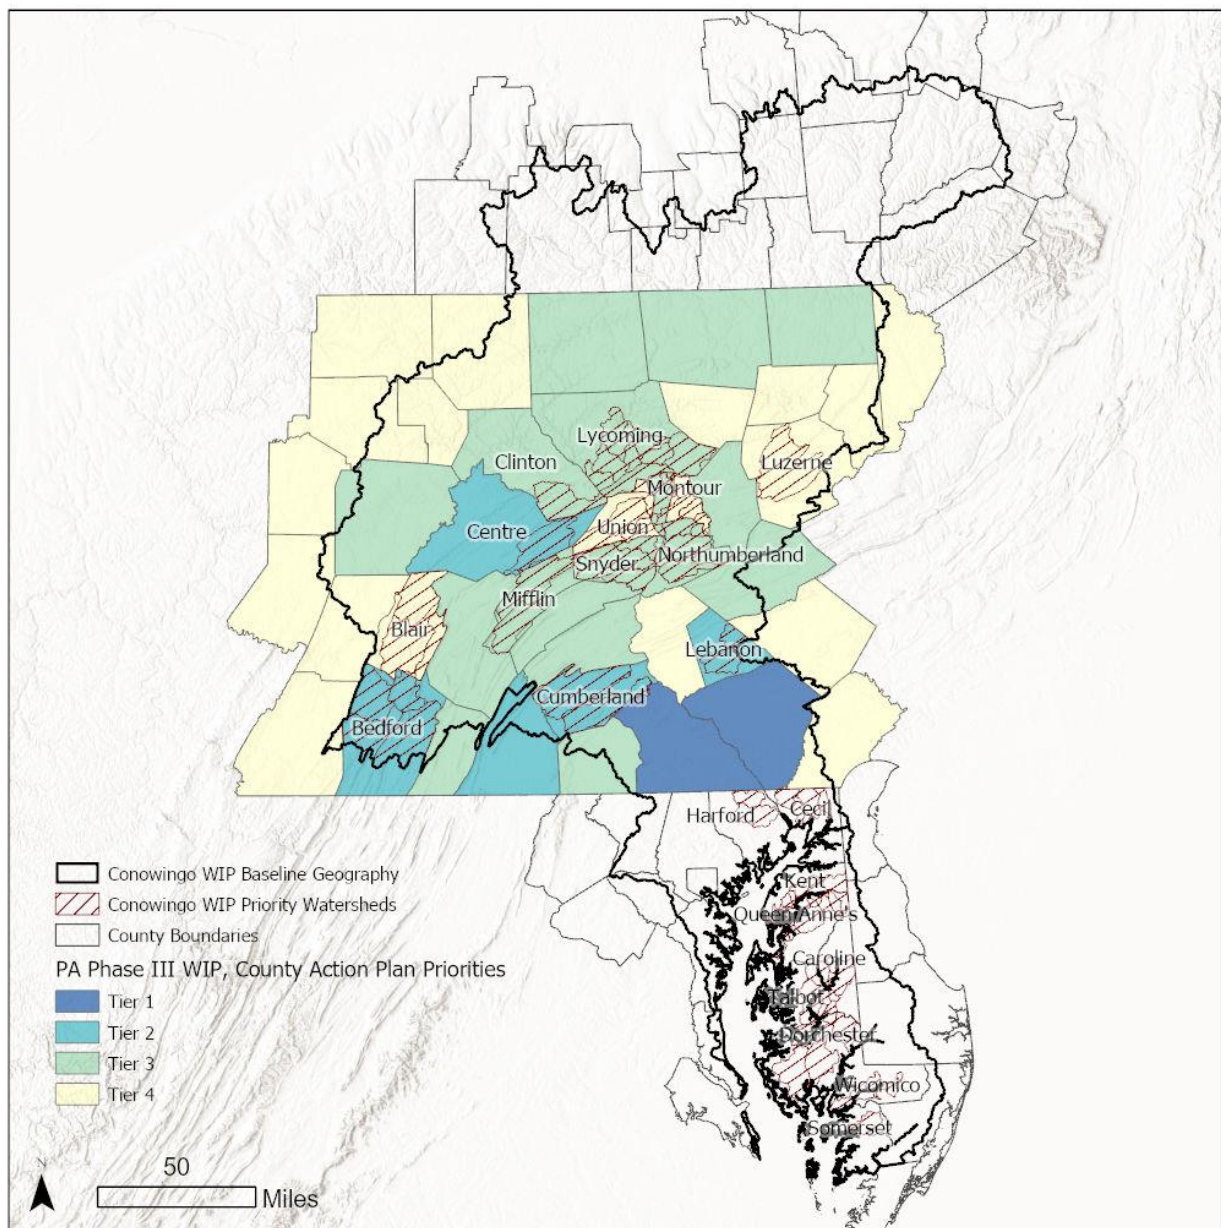 Lycoming
Clinton
Luzerne
Montour
Centre
Union
Northumberland
Snyder
Mifflin
Blair
Lebanon
Cumberland
Bedford
Harford
Cecil
Kent
Queen Anne's
Caroline
Talbot
Dorchester
Wicomico
Somerset
Conowingo WIP Baseline Geography
Conowingo WIP Priority Watersheds
County Boundaries
PA Phase III WIP, County Action Plan Priorities
Tier 1
Tier 2
Tier 3
Tier 4
N
50
Miles